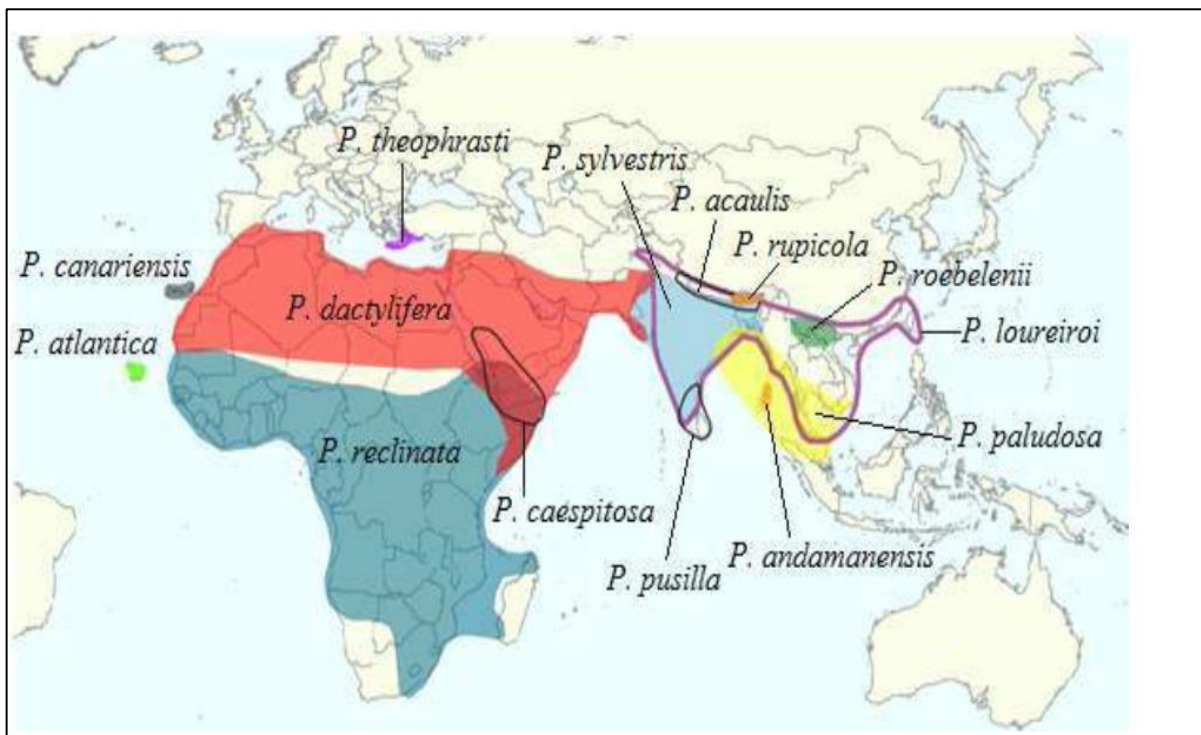 P. theophrasti
P. sylvestris
P. acaulis
P. rupicola
P. canariensis
P. roebelenii
P. dactylifera
P. loureiroi
P. atlantica
P. paludosa
P. reclinata
P. caespitosa
P. andamanensis
P. pusilla